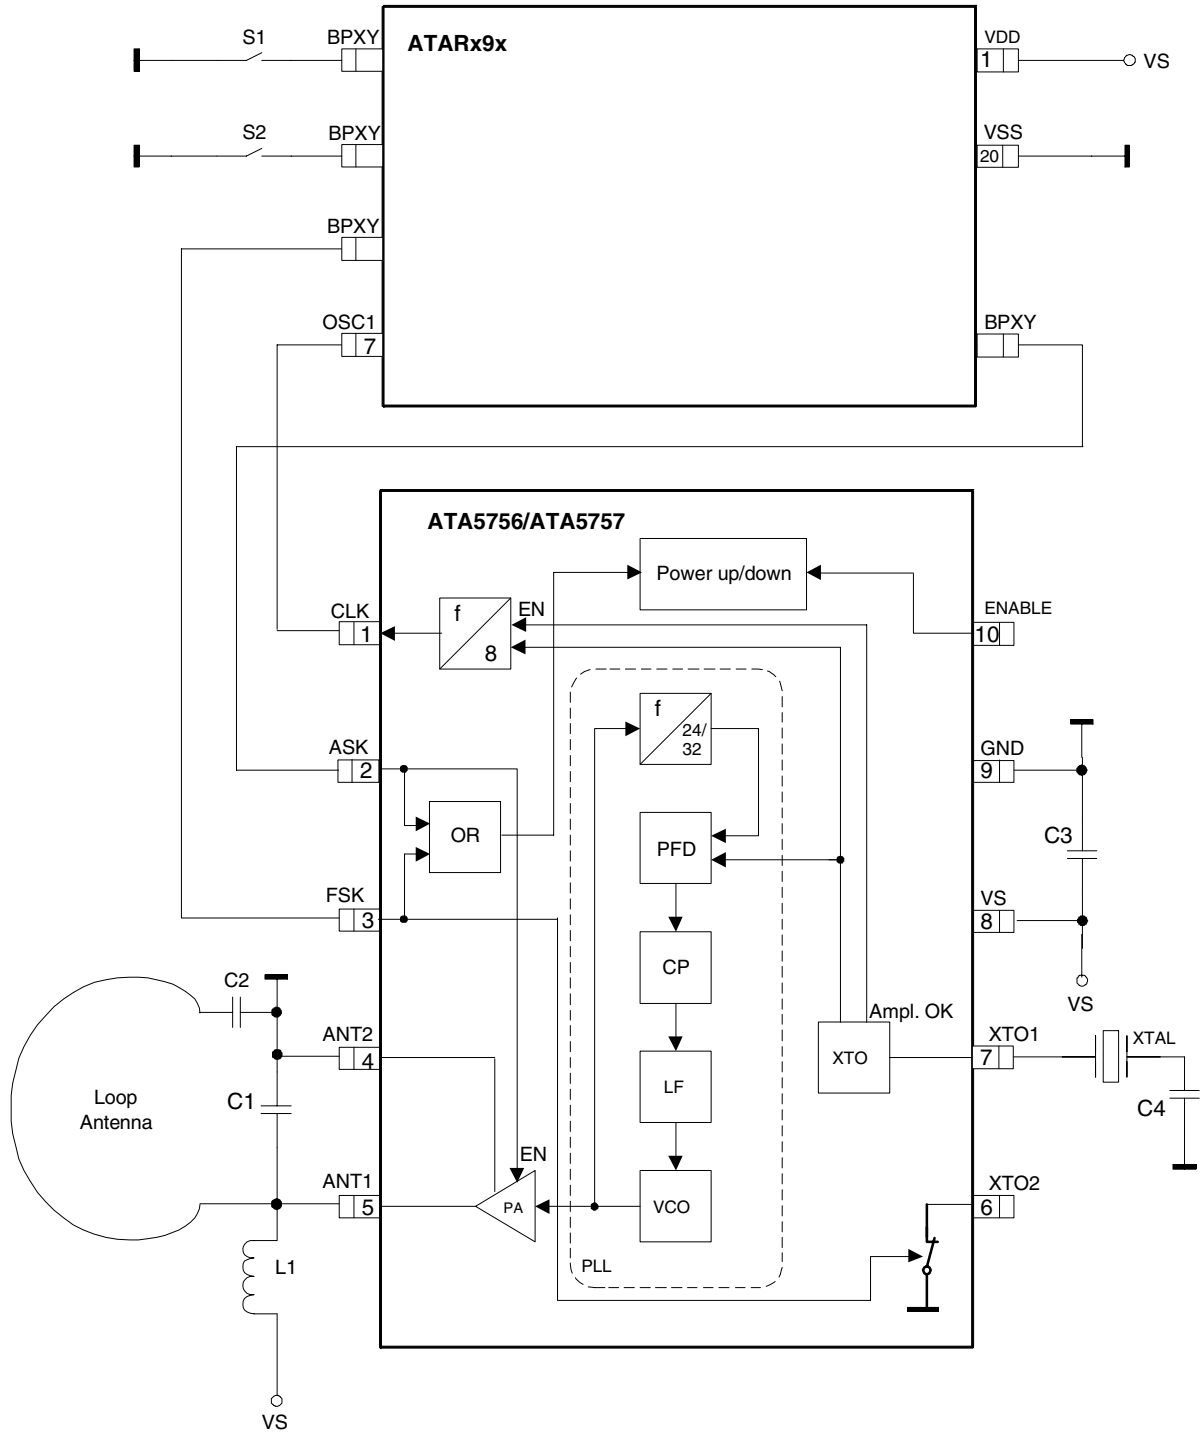 S1
BPXY
ATARx9x
VDD
1
VS
S2
BPXY
VSS
20
BPXY
OSC1
7
BPXY
ATA5756/ATA5757
Power up/down
CLK
1
f
8
EN
ENABLE
10
f
24/
32
ASK
2
GND
9
OR
PFD
C3
FSK
3
VS
8
CP
C2
VS
Ampl. OK
ANT2
4
XTO
XTO1
7
XTAL
Loop
Antenna
C1
LF
C4
EN
ANT1
5
PA
VCO
XTO2
6
L1
PLL
VS